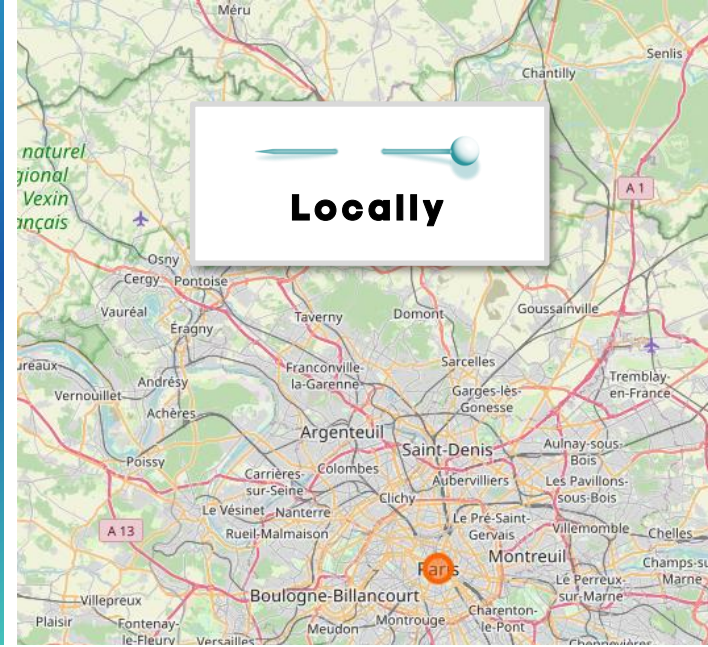 Méru
Senlis
Chantilly
naturel
gional
Vexin
ançais
A 1
Locally
Osny
Cergy
Pontoise
Vauréal
Éragny
Taverny
Domont
Goussainville
ureaux
Vernouillet
Andrésy
Achères
Franconville-
la-Garenne
Sarcelles
Garges-lès-
Gonesse
Tremblay-
en-France
Argenteuil
Saint-Denis
Aulnay-sous-
Bois
Poissy
Carrières-
sur-Seine
Colombes
Aubervilliers
Les Pavillons-
sous-Bois
Clichy
Le Vésinet
Nanterre
Rueil-Malmaison
Le Pré-Saint-
Gervais
Villemomble
Chelles
A 13
Paris
Montreuil
Champs-su
Marne
Le Perreux-
sur-Marne
Boulogne-Billancourt
Villepreux
Plaisir
Fontenay-
le-Fleury
Versailles
Meudon
Montrouge
Charenton-
le-Pont
Chennevières-